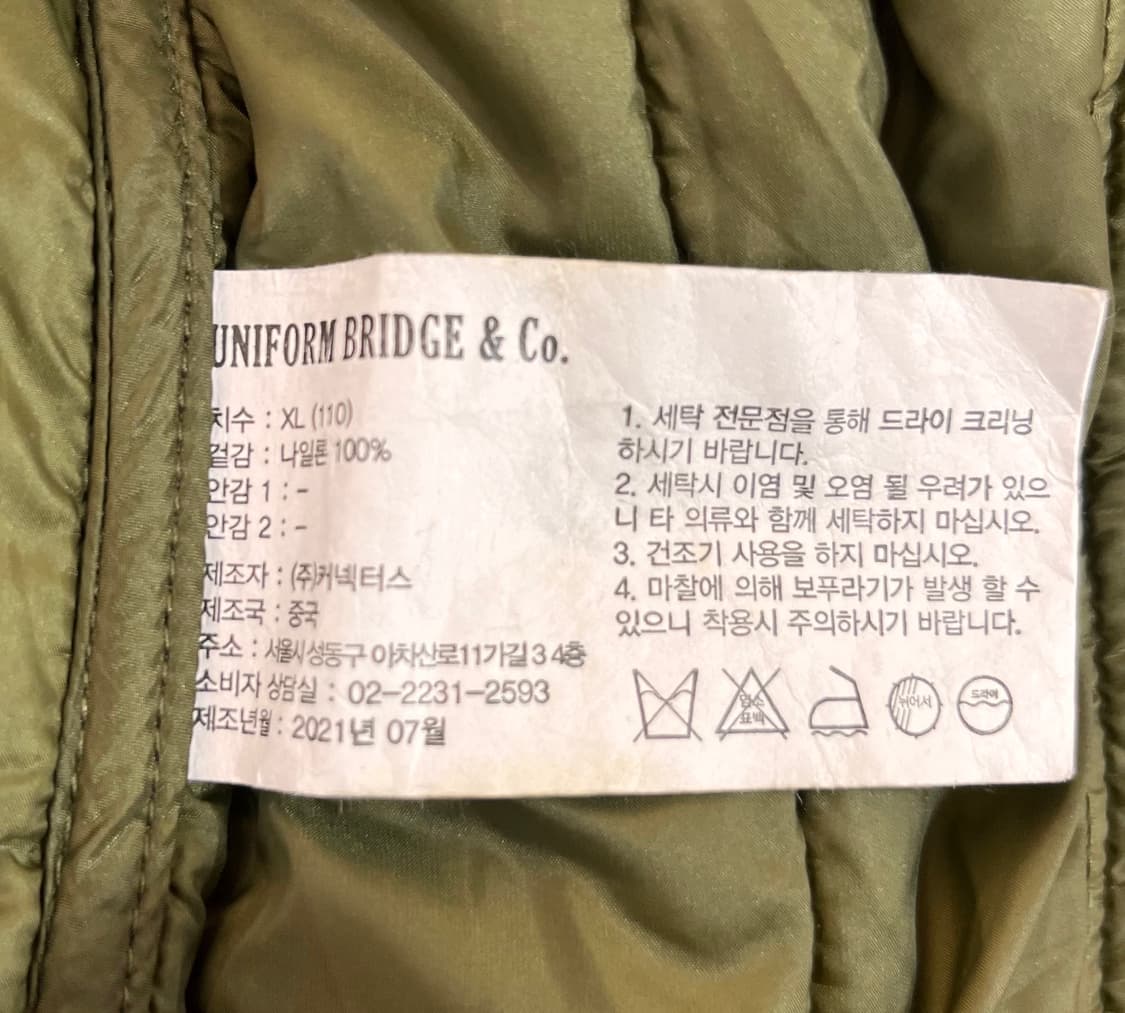 UNIFORM BRIDGE & Co.
치수 : XL (110)
겉감 : 나일론 100%
안감 1 : -
안감 2 : -
제조자 : (주)커넥터스
제조국 : 중국
주소 : 서울시 성동구 아차산로11가길 3 4층
소비자 상담실 : 02-2231-2593
제조년월 : 2021년 07월
1. 세탁 전문점을 통해 드라이 크리닝
하시기 바랍니다.
2. 세탁시 이염 및 오염 될 우려가 있으
니 타 의류와 함께 세탁하지 마십시오.
3. 건조기 사용을 하지 마십시오.
4. 마찰에 의해 보푸라기가 발생 할 수
있으니 착용시 주의하시기 바랍니다.
염소
표백
뉘어서
드라이